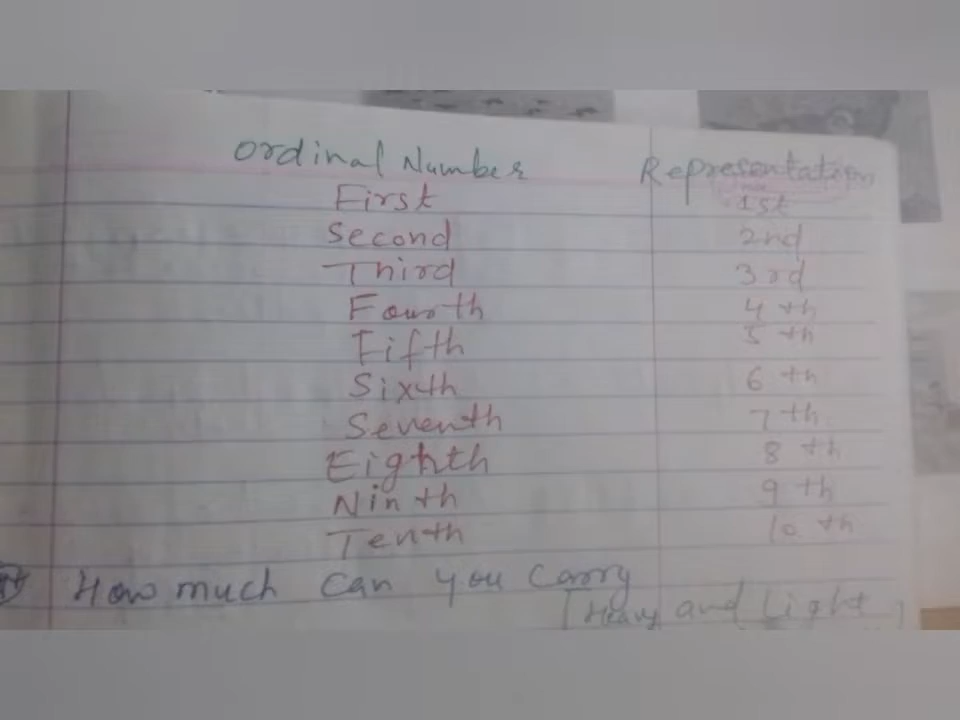 Ordinal Number Representation
First 1st
Second 2nd
Third 3rd
Fourth 4th
Fifth 5th
Sixth 6th
Seventh 7th
Eighth 8th
Ninth 9th
Tenth 10th
How much can you carry
[Heavy and Light]